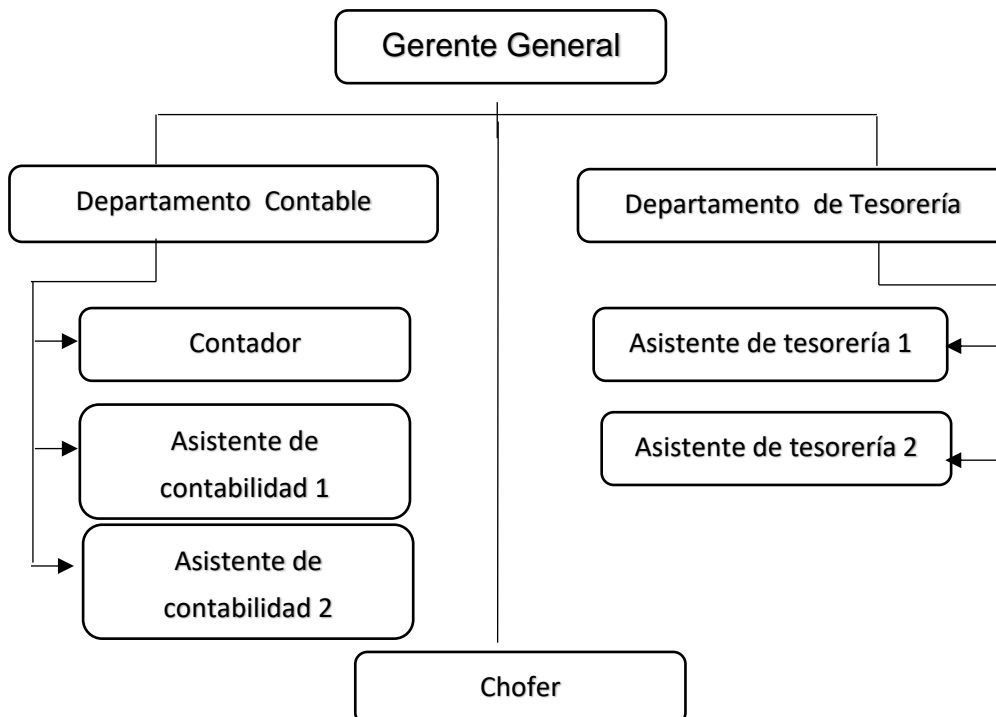 Gerente General
Departamento Contable
Departamento de Tesorería
Contador
Asistente de tesorería 1
Asistente de
contabilidad 1
Asistente de tesorería 2
Asistente de
contabilidad 2
Chofer